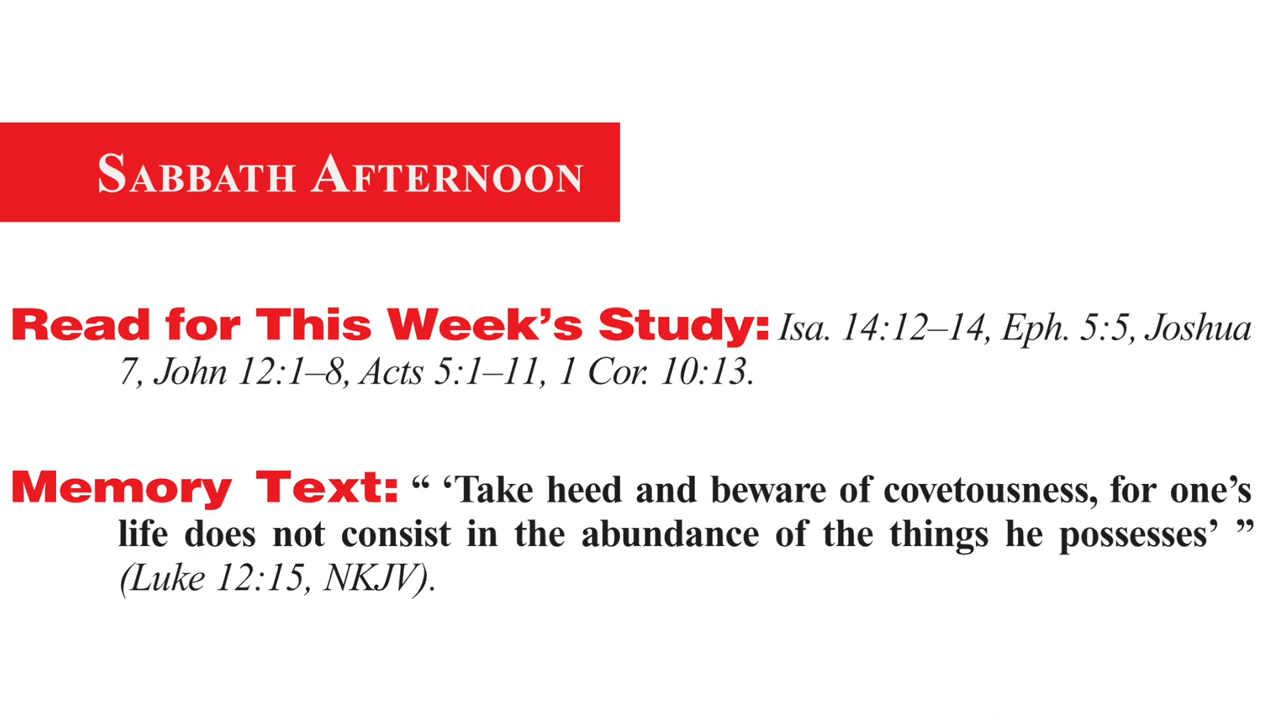 SABBATH AFTERNOON
Read for This Week’s Study: Isa. 14:12–14, Eph. 5:5, Joshua
7, John 12:1–8, Acts 5:1–11, 1 Cor. 10:13.
Memory Text: “ ‘Take heed and beware of covetousness, for one’s
life does not consist in the abundance of the things he possesses’ ”
(Luke 12:15, NKJV).